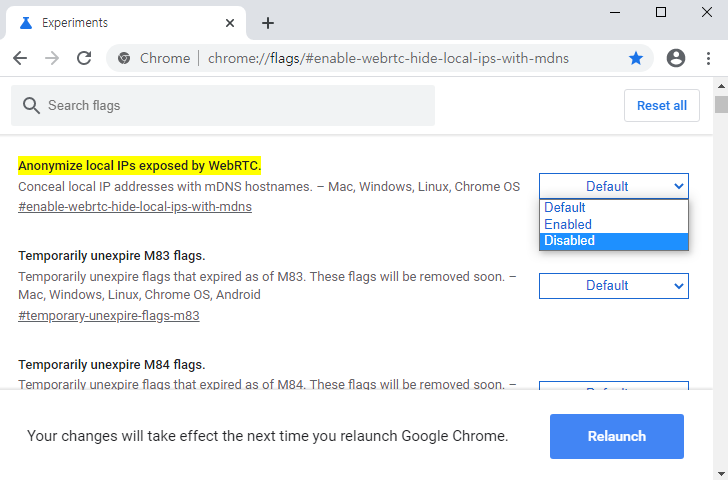 Experiments
Chrome | chrome://flags/#enable-webrtc-hide-local-ips-with-mdns
Search flags
Reset all
Anonymize local IPs exposed by WebRTC.
Conceal local IP addresses with mDNS hostnames. – Mac, Windows, Linux, Chrome OS
#enable-webrtc-hide-local-ips-with-mdns
Default
Default
Enabled
Disabled
Temporarily unexpire M83 flags.
Temporarily unexpire flags that expired as of M83. These flags will be removed soon. –
Mac, Windows, Linux, Chrome OS, Android
#temporary-unexpire-flags-m83
Default
Temporarily unexpire M84 flags.
Temporarily unexpire flags that expired as of M84. These flags will be removed soon. –
Default
Your changes will take effect the next time you relaunch Google Chrome.
Relaunch